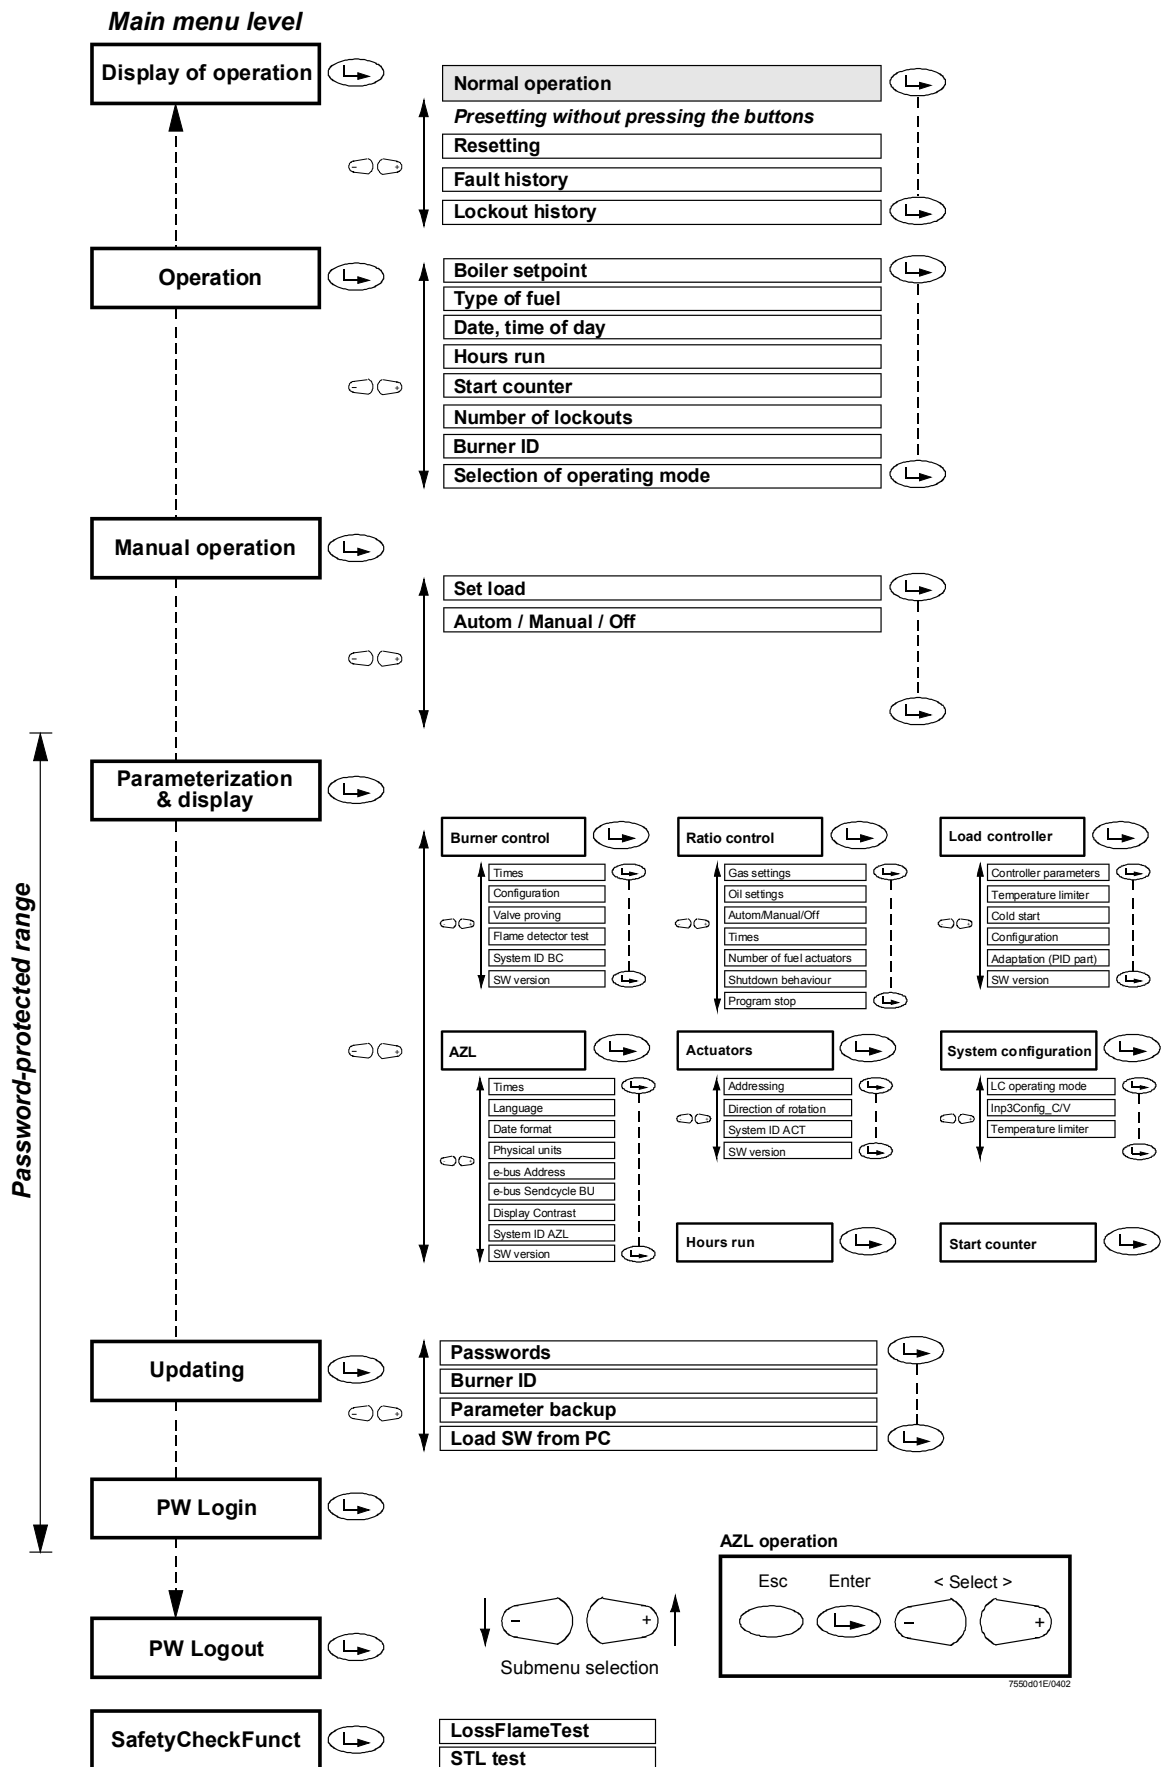 Main menu level
Display of operation
Normal operation
Presetting without pressing the buttons
Resetting
Fault history
Lockout history
- +
Operation
Boiler setpoint
Type of fuel
Date, time of day
Hours run
Start counter
Number of lockouts
Burner ID
Selection of operating mode
- +
Manual operation
Set load
Autom / Manual / Off
- +
Password-protected range
Parameterization
& display
- +
Burner control
Times
Configuration
Valve proving
Flame detector test
System ID BC
SW version
Ratio control
Gas settings
Oil settings
Autom/Manual/Off
Times
Number of fuel actuators
Shutdown behaviour
Program stop
Load controller
Controller parameters
Temperature limiter
Cold start
Configuration
Adaptation (PID part)
SW version
AZL
Times
Language
Date format
Physical units
e-bus Address
e-bus Sendcycle BU
Display Contrast
System ID AZL
SW version
Actuators
Addressing
Direction of rotation
System ID ACT
SW version
System configuration
LC operating mode
Inp3Config_C/V
Temperature limiter
Hours run
Start counter
Updating
Passwords
Burner ID
Parameter backup
Load SW from PC
- +
PW Login
PW Logout
- +
Submenu selection
AZL operation
Esc Enter < Select >
- +
7550d01E/0402
SafetyCheckFunct
LossFlameTest
STL test